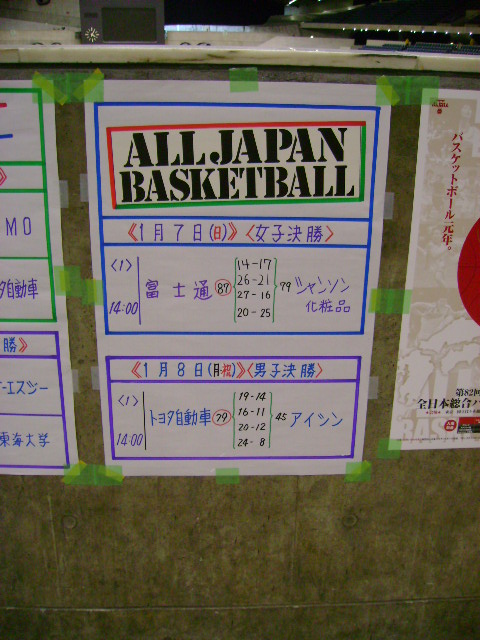 ALL JAPAN
BASKETBALL
《1月7日(日)》〈女子決勝〉
〈1〉
14:00
富士通 87
14-17
26-21
27-16
20-25
79 シャンソン
化粧品
《1月8日(月・祝)》〈男子決勝〉
〈1〉
14:00
トヨタ自動車 79
19-14
16-11
20-12
24-8
45 アイシン
MO
タ自動車
勝》
エスジー
東海大学
バスケットボール元年。
第82回
全日本総合バ